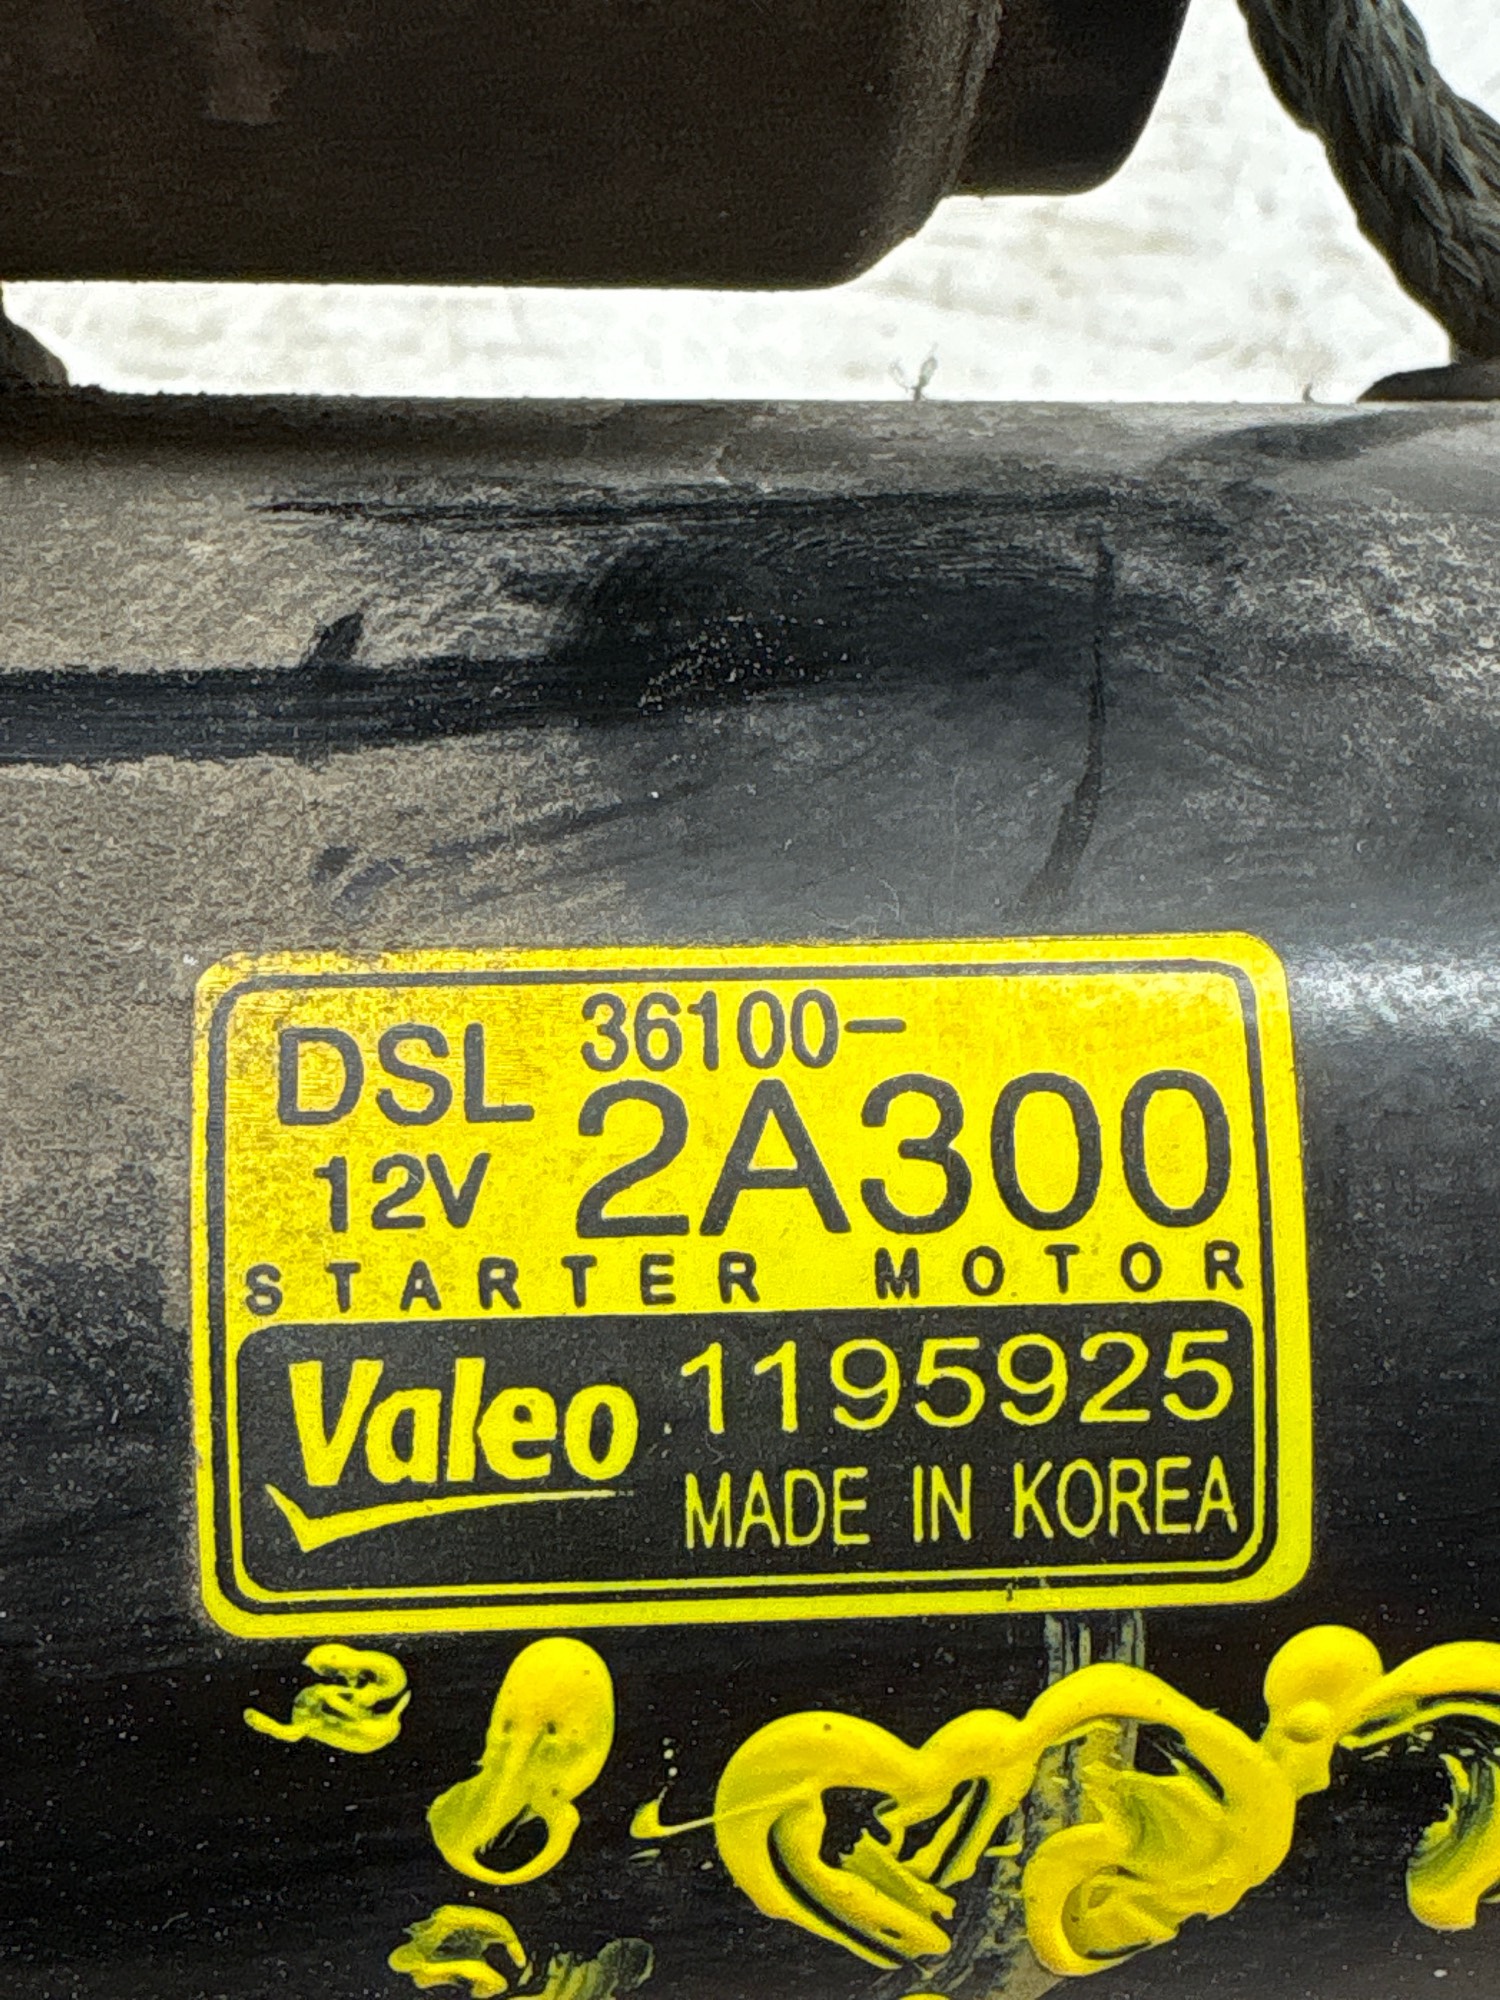 DSL 36100-
12V 2A300
STARTER MOTOR
Valeo 1195925
MADE IN KOREA